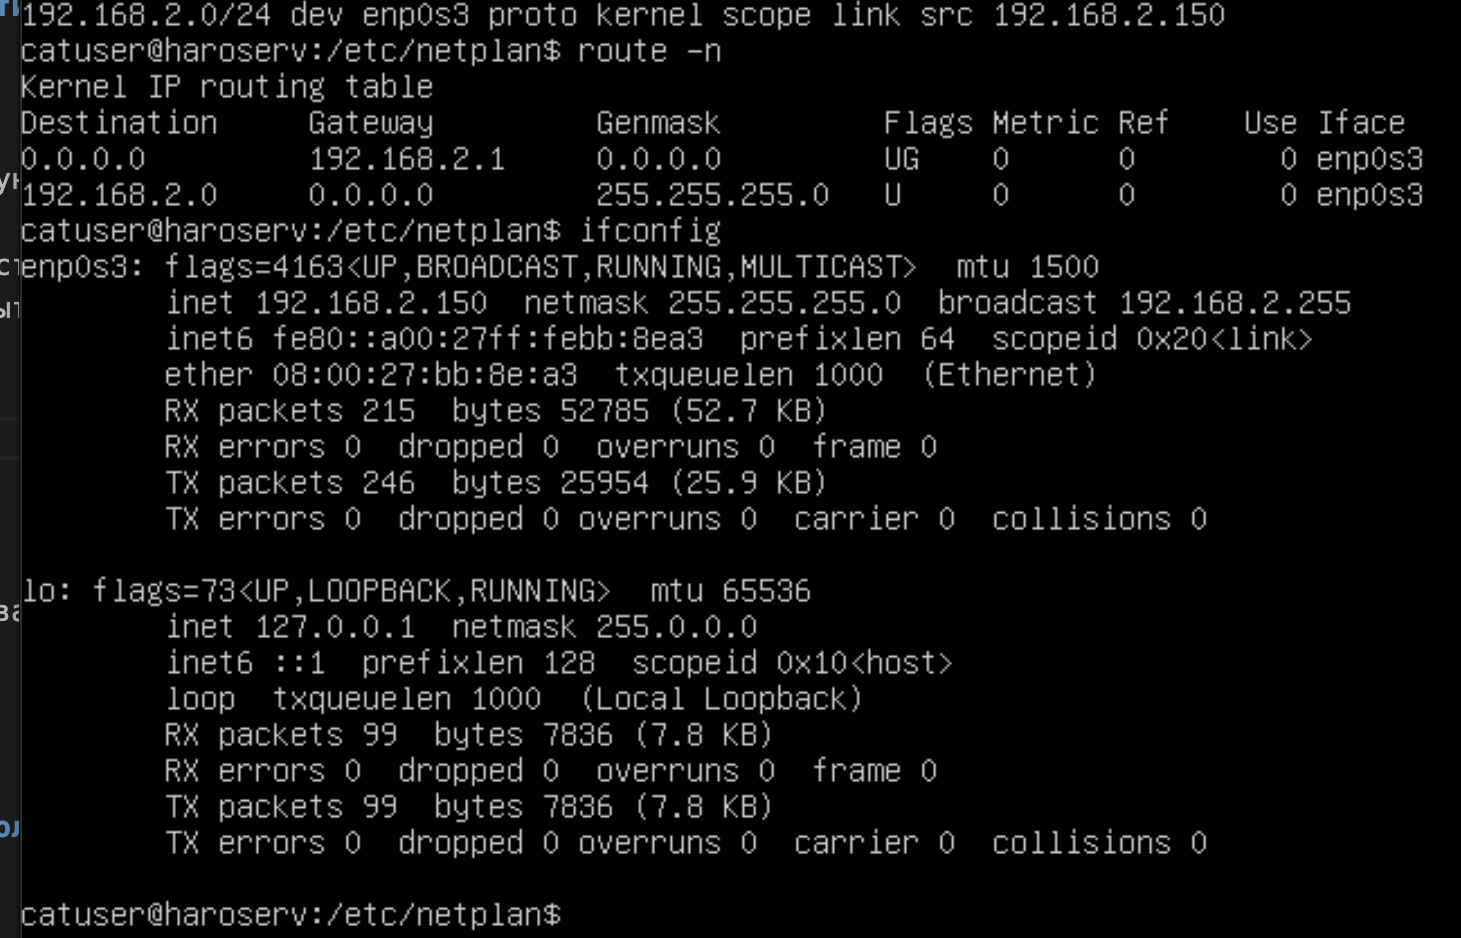 192.168.2.0/24 dev enp0s3 proto kernel scope link src 192.168.2.150
catuser@haroserv:/etc/netplan$ route -n
Kernel IP routing table
Destination     Gateway         Genmask         Flags Metric Ref    Use Iface
0.0.0.0         192.168.2.1     0.0.0.0         UG    0      0        0 enp0s3
192.168.2.0     0.0.0.0         255.255.255.0   U     0      0        0 enp0s3
catuser@haroserv:/etc/netplan$ ifconfig
enp0s3: flags=4163<UP,BROADCAST,RUNNING,MULTICAST>  mtu 1500
        inet 192.168.2.150  netmask 255.255.255.0  broadcast 192.168.2.255
        inet6 fe80::a00:27ff:febb:8ea3  prefixlen 64  scopeid 0x20<link>
        ether 08:00:27:bb:8e:a3  txqueuelen 1000  (Ethernet)
        RX packets 215  bytes 52785 (52.7 KB)
        RX errors 0  dropped 0  overruns 0  frame 0
        TX packets 246  bytes 25954 (25.9 KB)
        TX errors 0  dropped 0 overruns 0  carrier 0  collisions 0

lo: flags=73<UP,LOOPBACK,RUNNING>  mtu 65536
        inet 127.0.0.1  netmask 255.0.0.0
        inet6 ::1  prefixlen 128  scopeid 0x10<host>
        loop  txqueuelen 1000  (Local Loopback)
        RX packets 99  bytes 7836 (7.8 KB)
        RX errors 0  dropped 0  overruns 0  frame 0
        TX packets 99  bytes 7836 (7.8 KB)
        TX errors 0  dropped 0 overruns 0  carrier 0  collisions 0

catuser@haroserv:/etc/netplan$